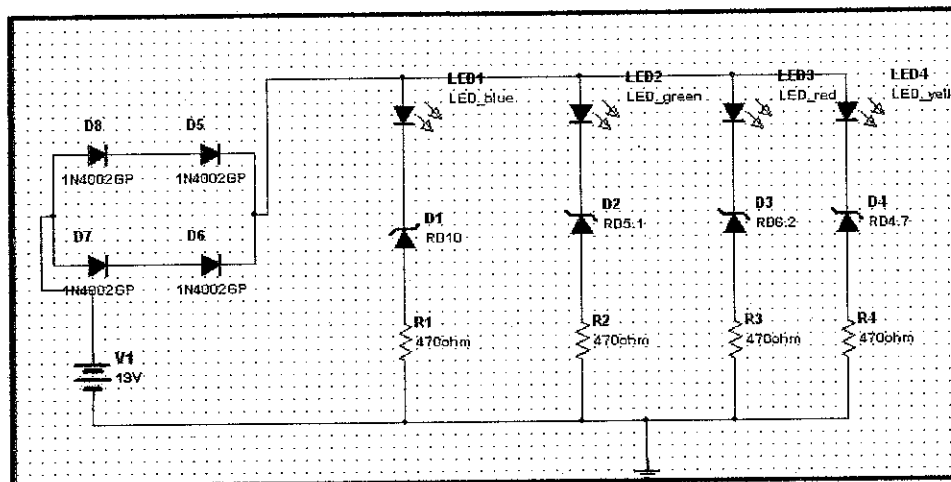 LED1
LED_blue
LED2
LED_green
LED3
LED_red
LED4
LED_yell
D8
1N4002GP
D5
1N4002GP
D7
1N4002GP
D6
1N4002GP
D1
RD10
D2
RD5.1
D3
RD6.2
D4
RD4.7
R1
470ohm
R2
470ohm
R3
470ohm
R4
470ohm
V1